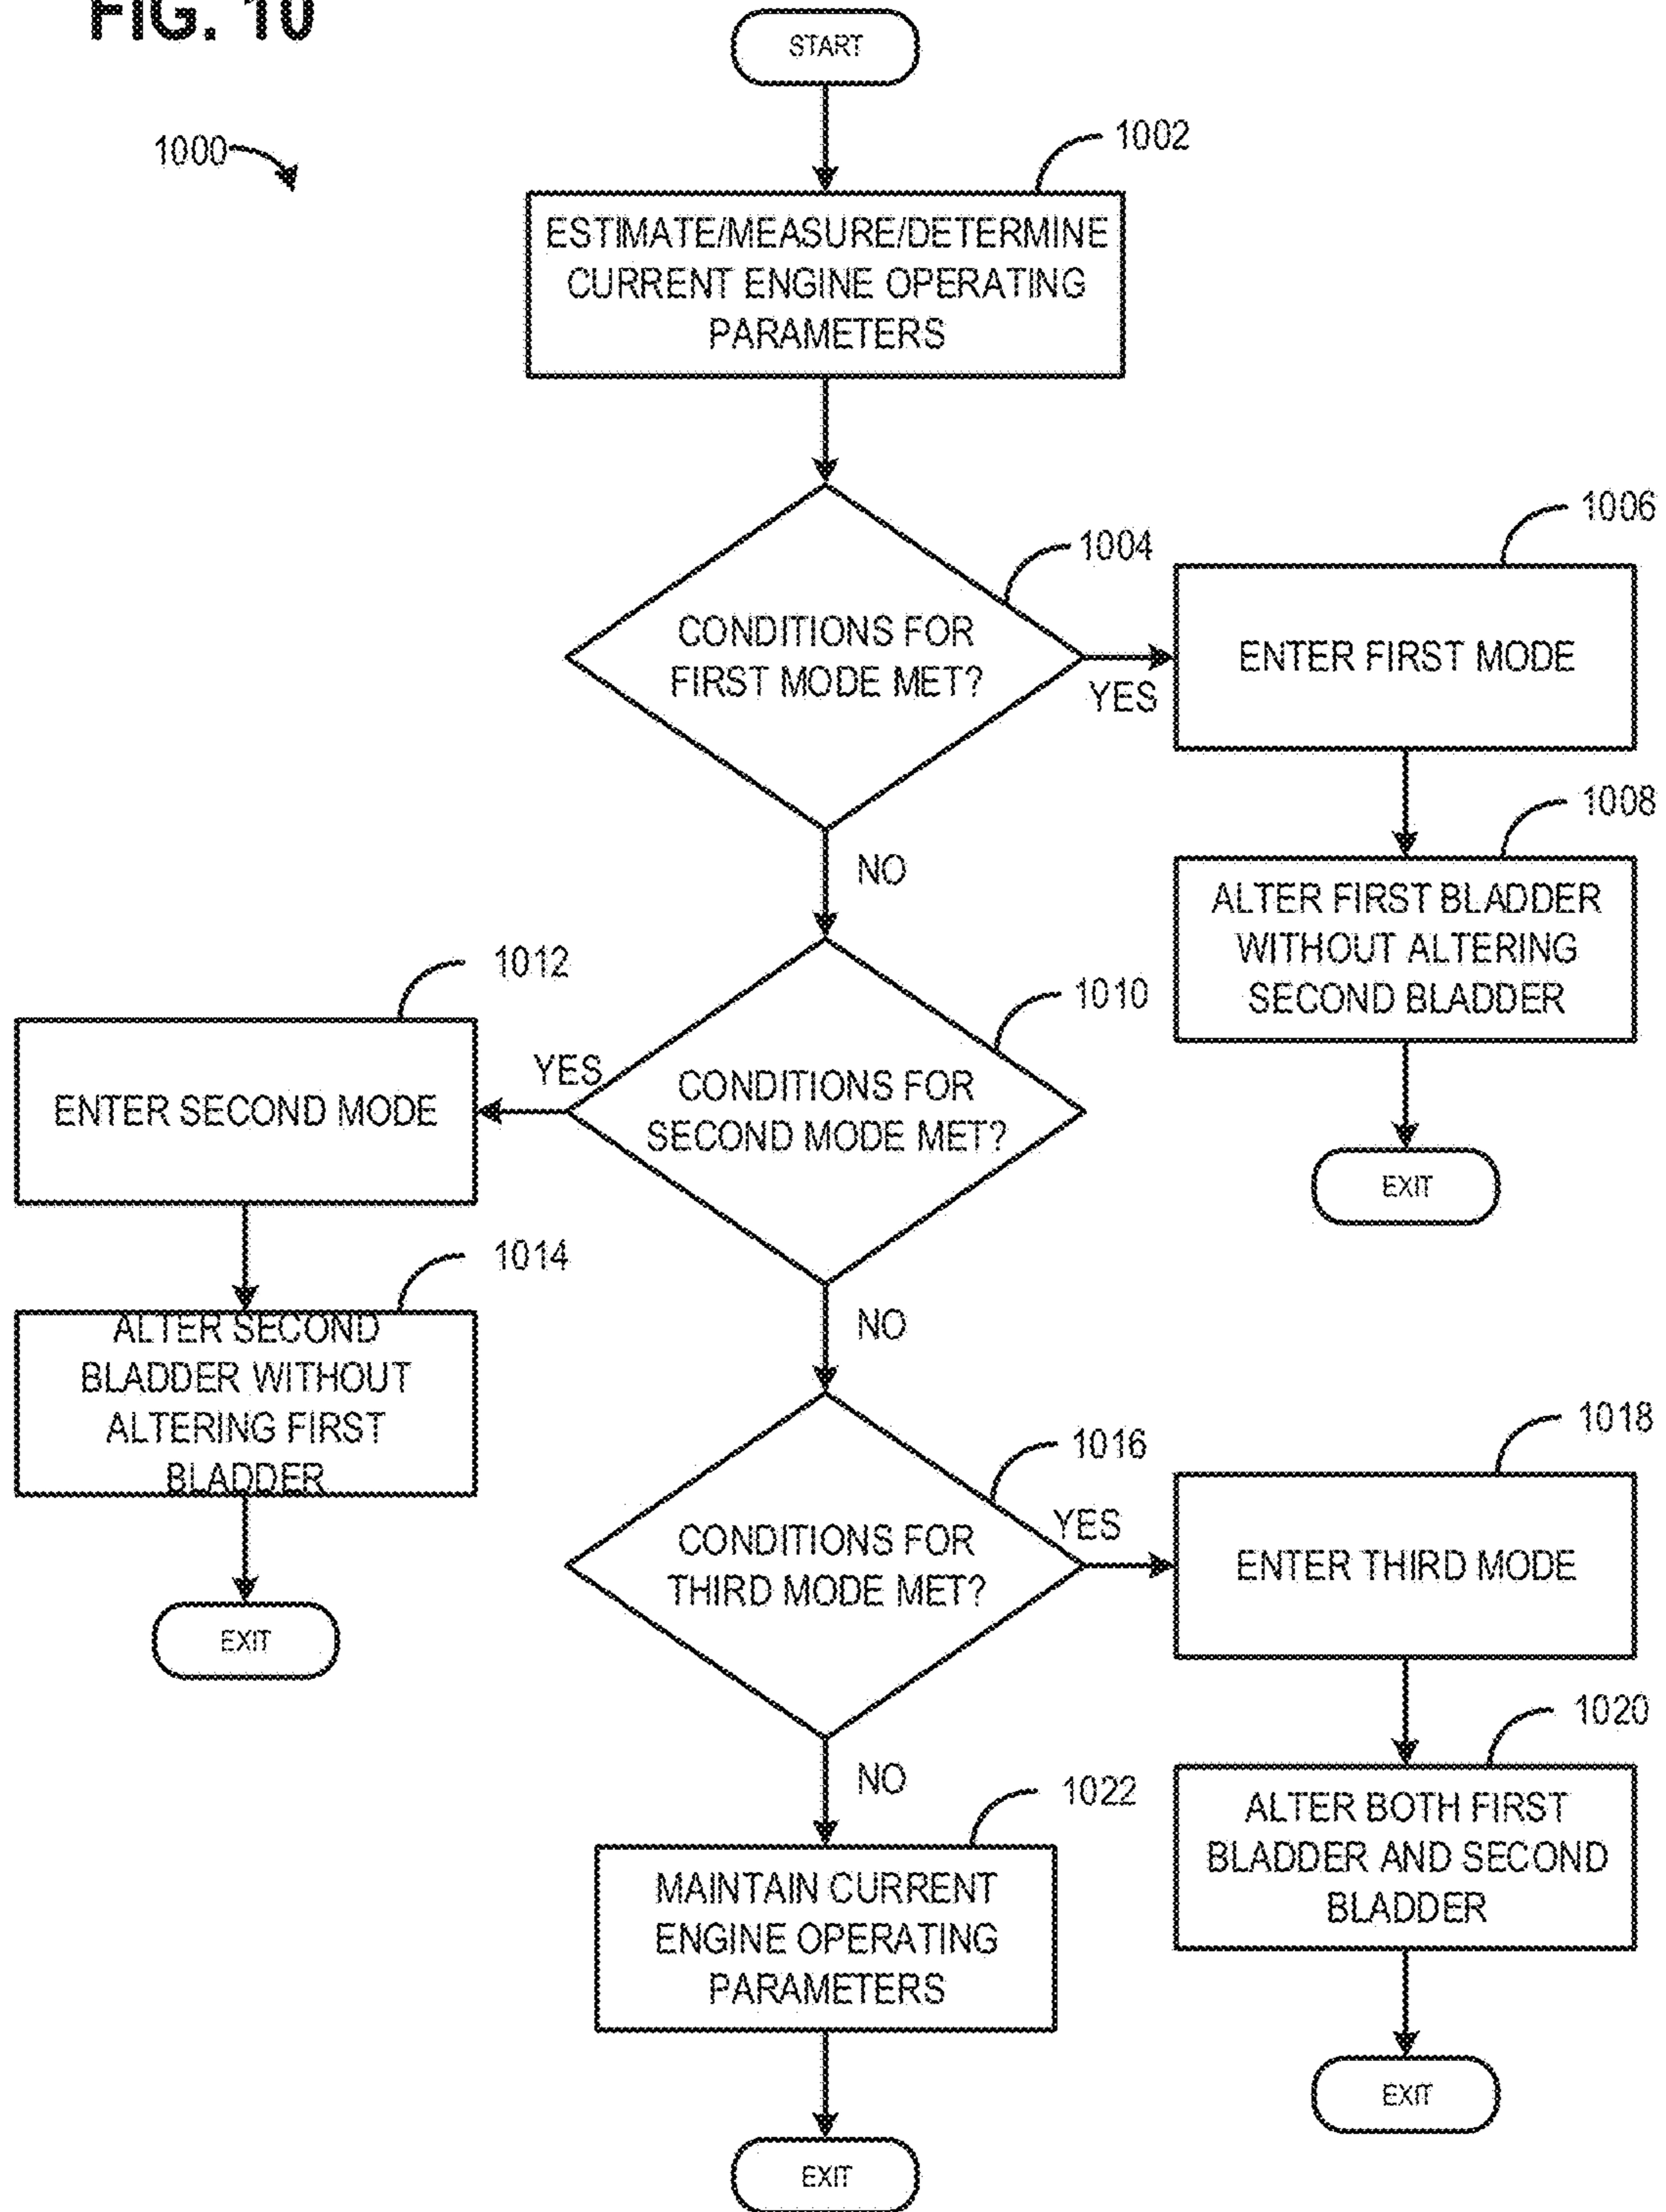 FIG. 10
START
1000
1002
ESTIMATE/MEASURE/DETERMINE
CURRENT ENGINE OPERATING
PARAMETERS
1004
CONDITIONS FOR
FIRST MODE MET?
YES
1006
ENTER FIRST MODE
1008
ALTER FIRST BLADDER
WITHOUT ALTERING
SECOND BLADDER
EXIT
NO
1010
CONDITIONS FOR
SECOND MODE MET?
YES
1012
ENTER SECOND MODE
1014
ALTER SECOND
BLADDER WITHOUT
ALTERING FIRST
BLADDER
EXIT
NO
1016
CONDITIONS FOR
THIRD MODE MET?
YES
1018
ENTER THIRD MODE
1020
ALTER BOTH FIRST
BLADDER AND SECOND
BLADDER
EXIT
NO
1022
MAINTAIN CURRENT
ENGINE OPERATING
PARAMETERS
EXIT